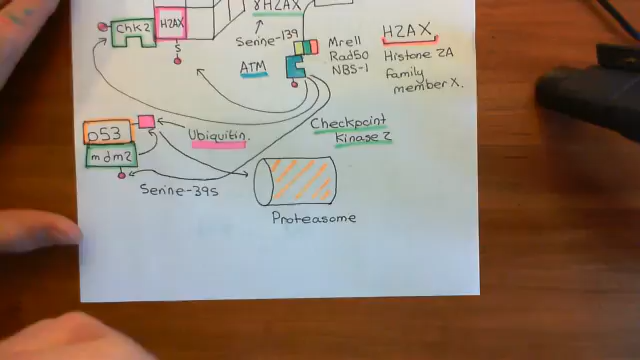 γH2AX
Chk2
H2AX
S
Serine-139
ATM
Mre11
Rad50
NBS-1
H2AX
Histone 2A
family
member X.
p53
mdm2
Ubiquitin.
Checkpoint
Kinase 2
Serine-395
Proteasome